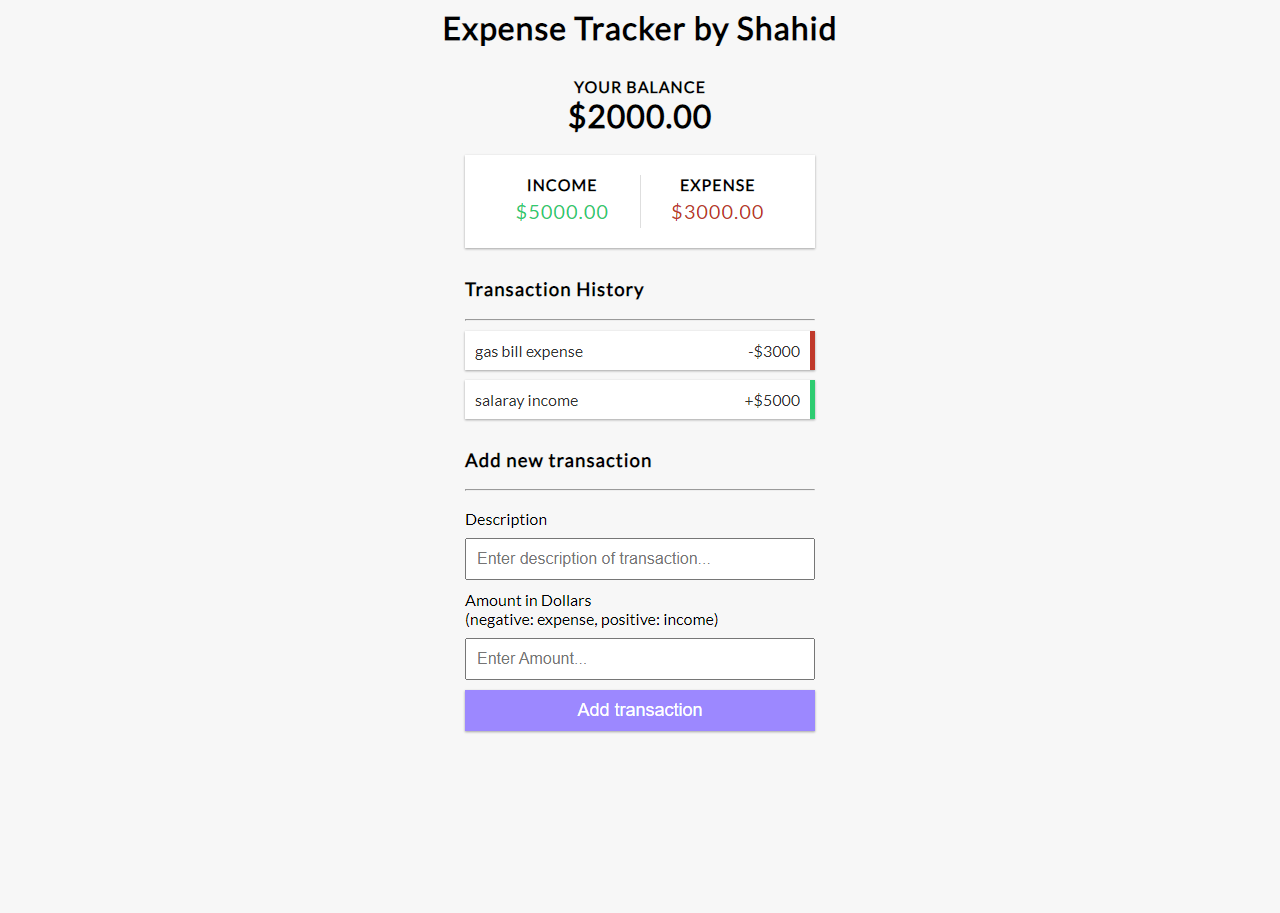 Expense Tracker by Shahid
YOUR BALANCE
$2000.00
INCOME EXPENSE
$5000.00 $3000.00
Transaction History
gas bill expense -$3000
salaray income +$5000
Add new transaction
Description
Enter description of transaction...
Amount in Dollars
(negative: expense, positive: income)
Enter Amount...
Add transaction